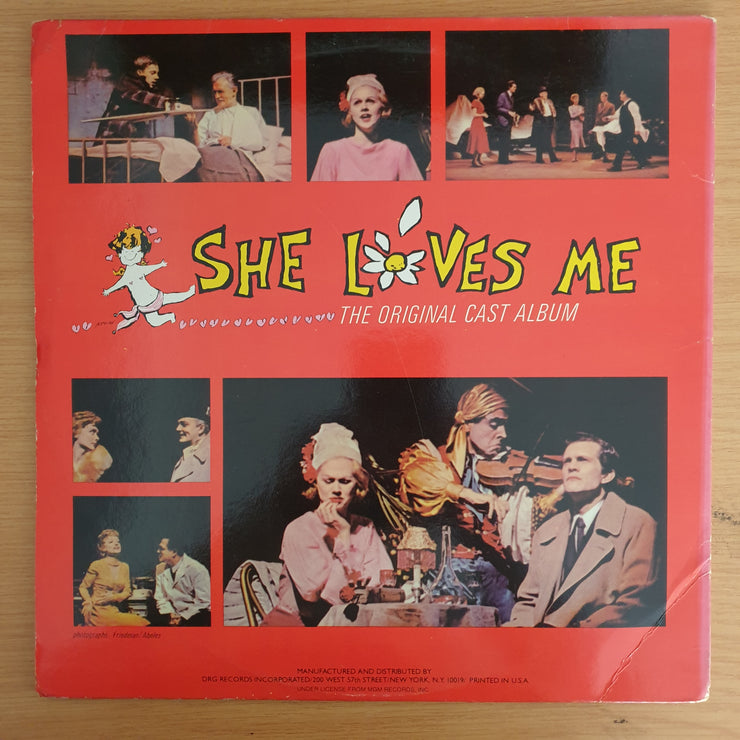 SHE LOVES ME
THE ORIGINAL CAST ALBUM
photographs: Friedman/Abeles
MANUFACTURED AND DISTRIBUTED BY
DRG RECORDS INCORPORATED/200 WEST 57th STREET/NEW YORK, N.Y. 10019/ PRINTED IN U.S.A.
UNDER LICENSE FROM MGM RECORDS, INC.